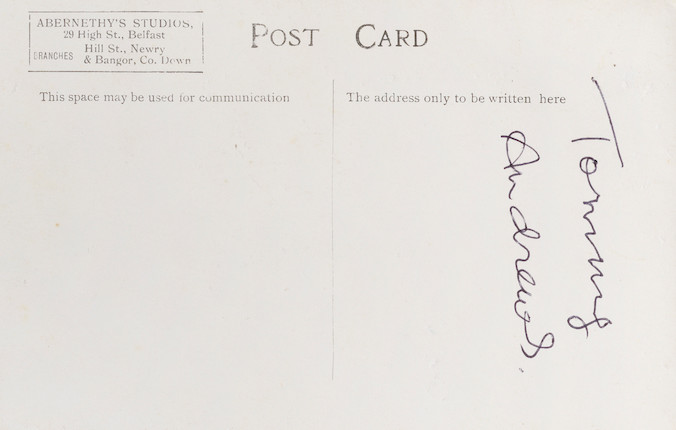 ABERNETHY'S STUDIOS,
29 High St., Belfast
BRANCHES Hill St., Newry
& Bangor, Co. Down
POST CARD
This space may be used for communication
The address only to be written here
Tommy
Andrews.